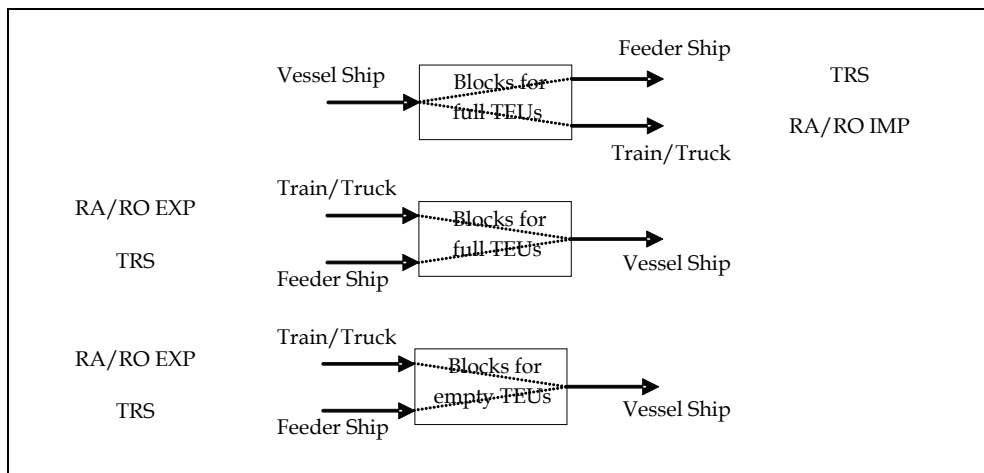 Feeder Ship
Vessel Ship
Blocks for
full TEUs
TRS
RA/RO IMP
Train/Truck
RA/RO EXP
Train/Truck
Blocks for
full TEUs
TRS
Feeder Ship
Vessel Ship
RA/RO EXP
Train/Truck
Blocks for
empty TEUs
TRS
Feeder Ship
Vessel Ship